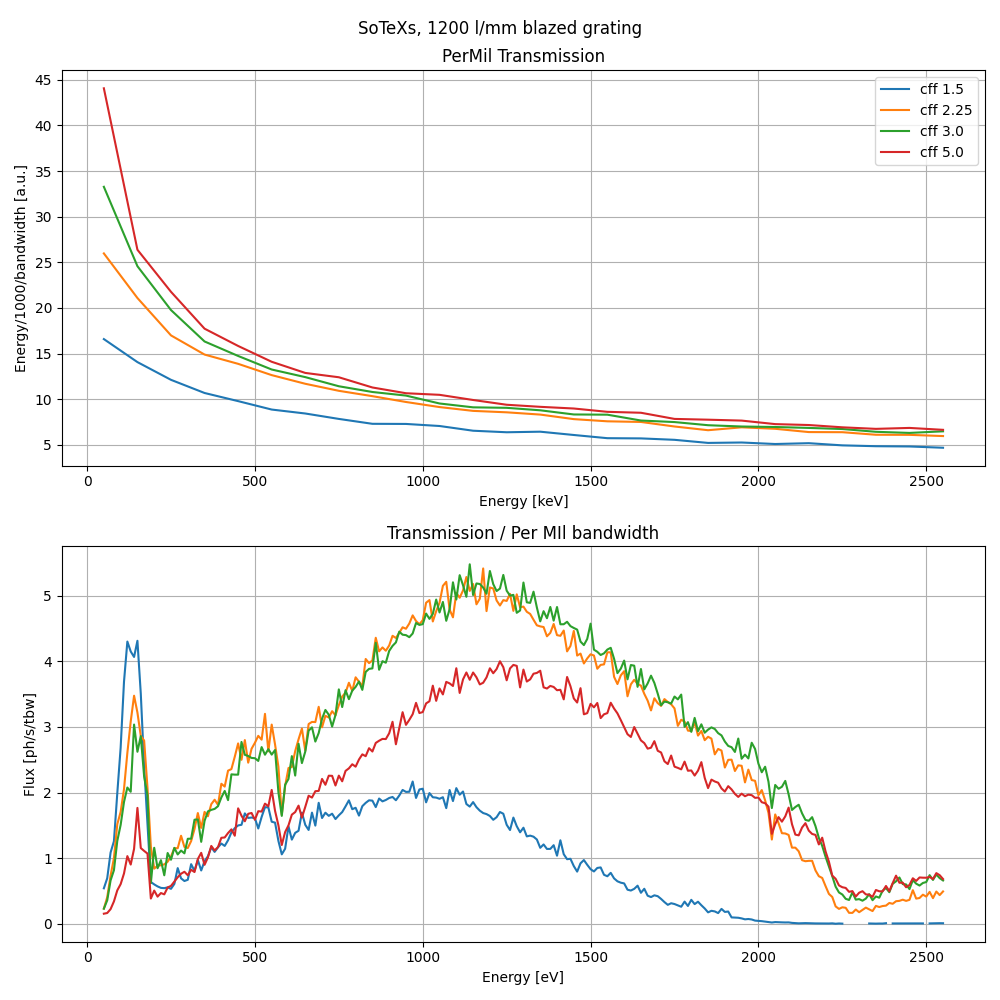 SoTeXs, 1200 l/mm blazed grating
PerMil Transmission
45
40
35
30
25
20
15
10
5
Energy/1000/bandwidth [a.u.]
cff 1.5
cff 2.25
cff 3.0
cff 5.0
0 500 1000 1500 2000 2500
Energy [keV]
Transmission / Per MIl bandwidth
5
4
3
2
1
0
Flux [ph/s/tbw]
0 500 1000 1500 2000 2500
Energy [eV]